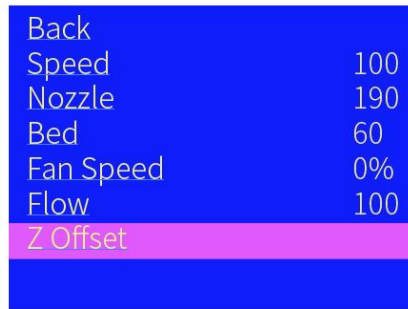 Back
Speed 100
Nozzle 190
Bed 60
Fan Speed 0%
Flow 100
Z Offset